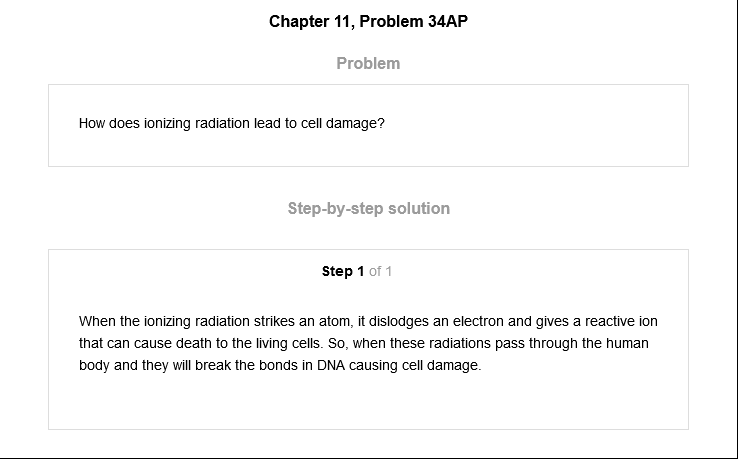 Chapter 11, Problem 34AP
Problem
How does ionizing radiation lead to cell damage?
Step-by-step solution
Step 1 of 1
When the ionizing radiation strikes an atom, it dislodges an electron and gives a reactive ion
that can cause death to the living cells. So, when these radiations pass through the human
body and they will break the bonds in DNA causing cell damage.